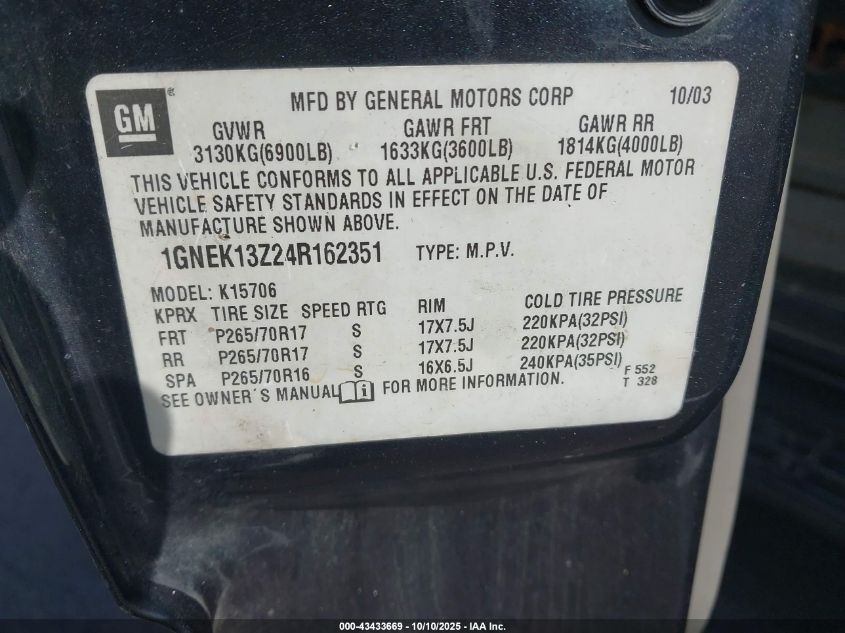 GM ® MFD BY GENERAL MOTORS CORP 10/03
GVWR GAWR FRT GAWR RR
3130KG(6900LB) 1633KG(3600LB) 1814KG(4000LB)
THIS VEHICLE CONFORMS TO ALL APPLICABLE U.S. FEDERAL MOTOR
VEHICLE SAFETY STANDARDS IN EFFECT ON THE DATE OF
MANUFACTURE SHOWN ABOVE.
1GNEK13Z24R162351 TYPE: M.P.V.
MODEL: K15706
KPRX TIRE SIZE SPEED RTG RIM COLD TIRE PRESSURE
FRT P265/70R17 S 17X7.5J 220KPA(32PSI)
RR P265/70R17 S 17X7.5J 220KPA(32PSI)
SPA P265/70R16 S 16X6.5J 240KPA(35PSI)
F 552
T 328
SEE OWNER'S MANUAL i FOR MORE INFORMATION.
000-43433669 - 10/10/2025 - IAA Inc.